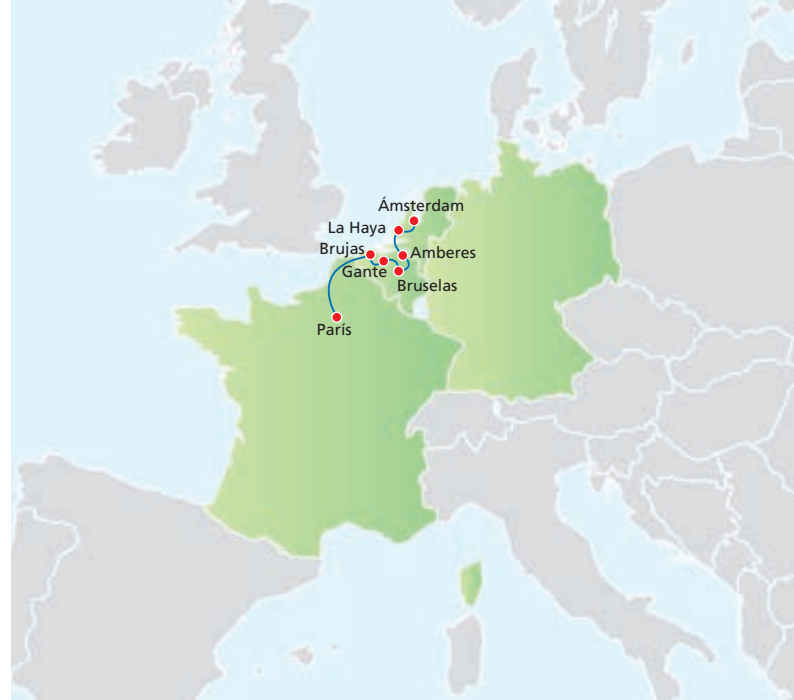 Ámsterdam
La Haya
Brujas
Amberes
Gante
Bruselas
París